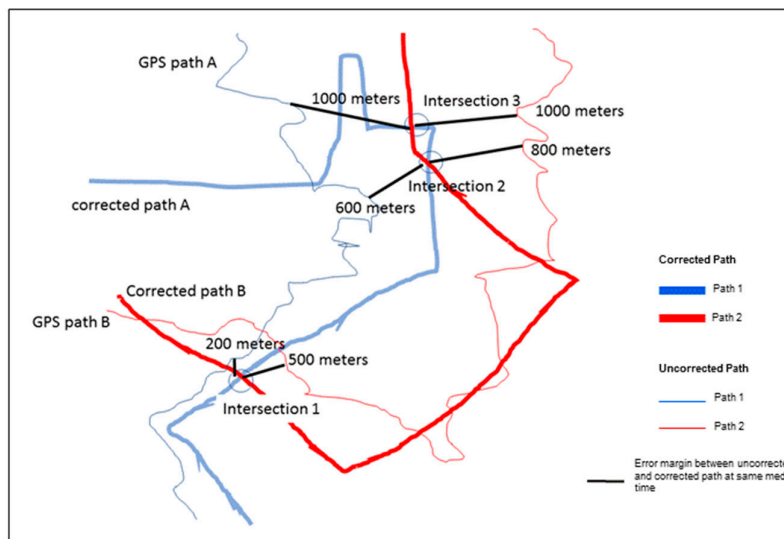 GPS path A
1000 meters
Intersection 3
1000 meters
800 meters
Intersection 2
corrected path A
600 meters
Corrected path B
GPS path B
200 meters
500 meters
Intersection 1
Corrected Path
Path 1
Path 2
Uncorrected Path
Path 1
Path 2
Error margin between uncorrecte
and corrected path at same med
time